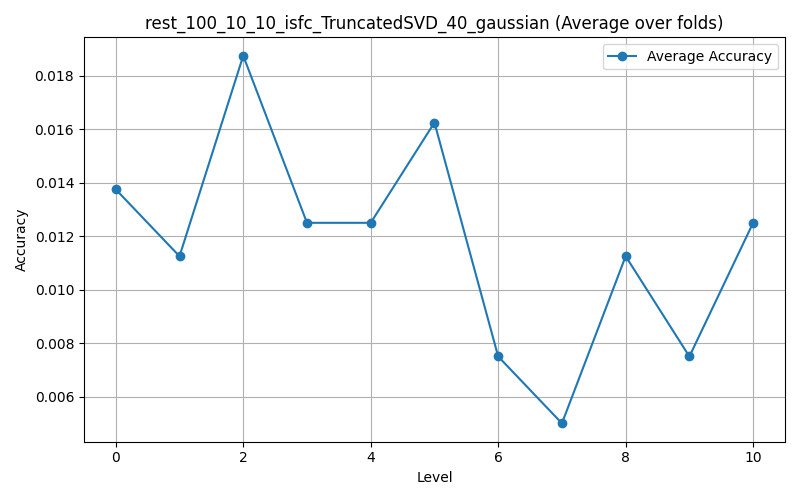 rest_100_10_10_isfc_TruncatedSVD_40_gaussian (Average over folds)
Average Accuracy
0.018
0.016
0.014
0.012
0.010
0.008
0.006
Accuracy
0 2 4 6 8 10
Level